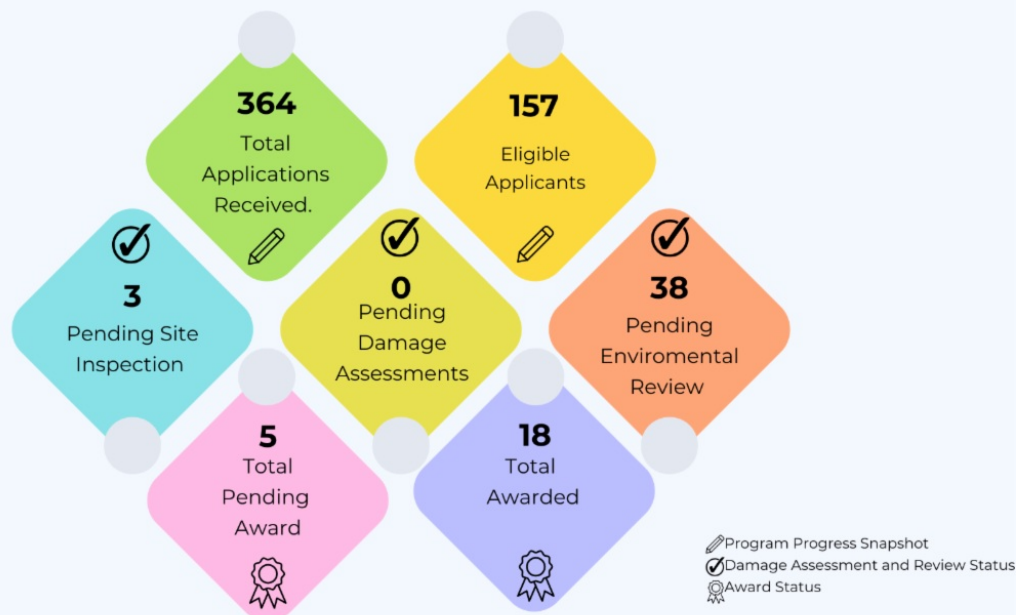 364
Total
Applications
Received.
157
Eligible
Applicants
3
Pending Site
Inspection
0
Pending
Damage
Assessments
38
Pending
Enviromental
Review
5
Total
Pending
Award
18
Total
Awarded
Program Progress Snapshot
Damage Assessment and Review Status
Award Status